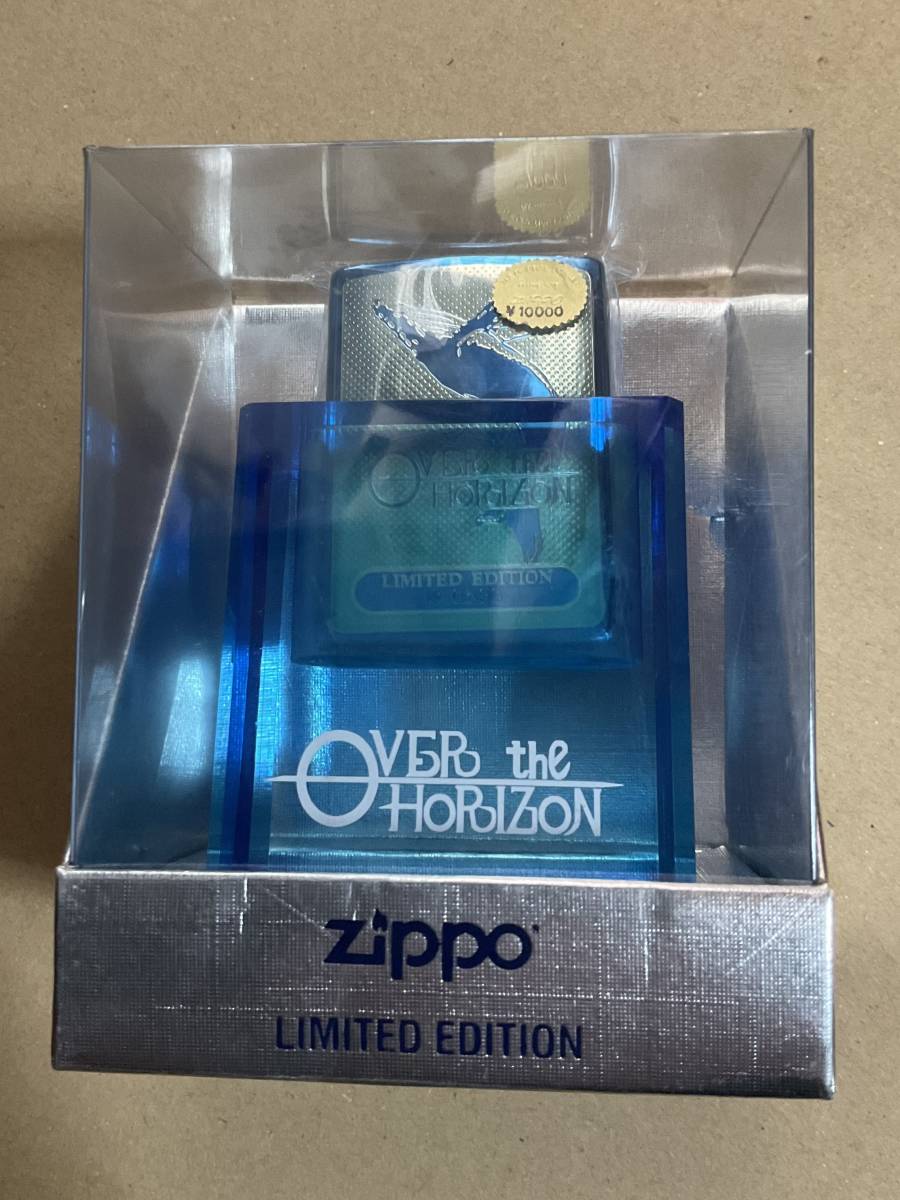 ¥10000
OVER the
HORIZON
LIMITED EDITION
OVER the
HORIZON
zippo
LIMITED EDITION